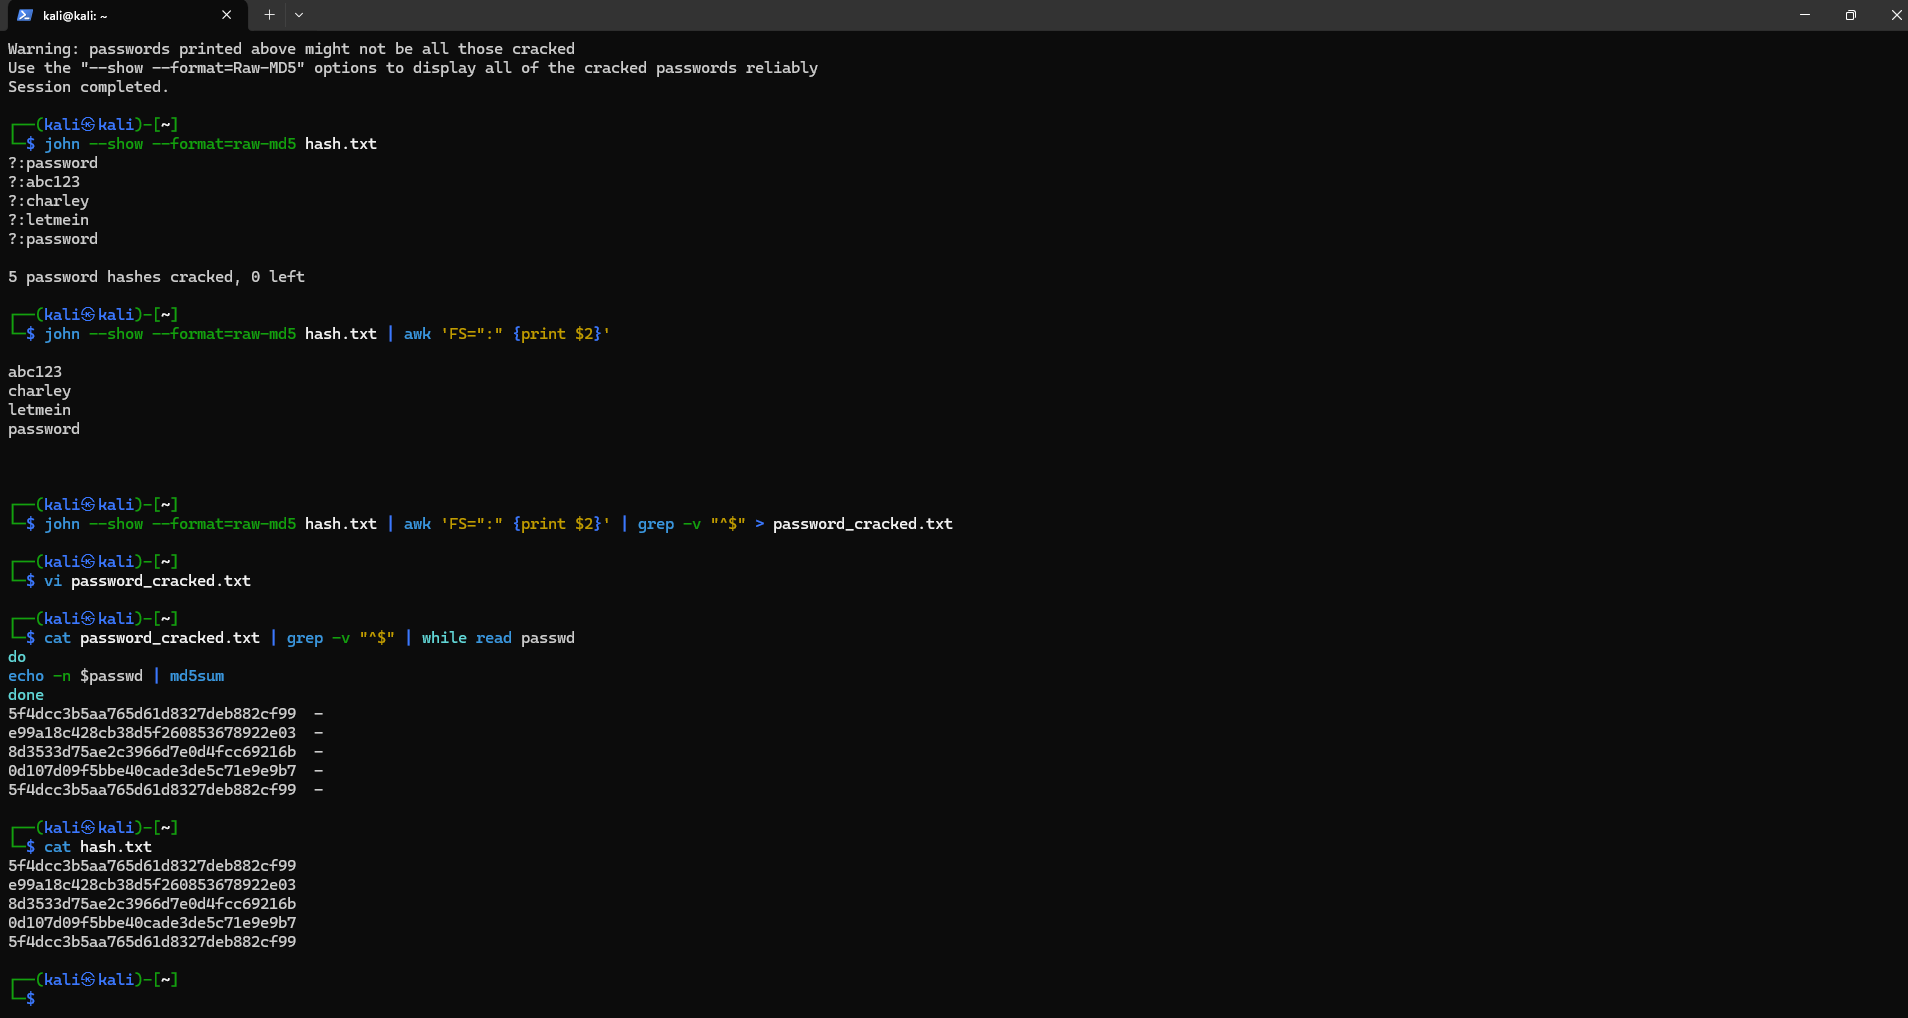 kali@kali: ~
Warning: passwords printed above might not be all those cracked
Use the "--show --format=Raw-MD5" options to display all of the cracked passwords reliably
Session completed.
┌──(kali㉿kali)-[~]
└─$ john --show --format=raw-md5 hash.txt
?:password
?:abc123
?:charley
?:letmein
?:password
5 password hashes cracked, 0 left
┌──(kali㉿kali)-[~]
└─$ john --show --format=raw-md5 hash.txt | awk 'FS=":" {print $2}'
abc123
charley
letmein
password
┌──(kali㉿kali)-[~]
└─$ john --show --format=raw-md5 hash.txt | awk 'FS=":" {print $2}' | grep -v "^$" > password_cracked.txt
┌──(kali㉿kali)-[~]
└─$ vi password_cracked.txt
┌──(kali㉿kali)-[~]
└─$ cat password_cracked.txt | grep -v "^$" | while read passwd
do
echo -n $passwd | md5sum
done
5f4dcc3b5aa765d61d8327deb882cf99  -
e99a18c428cb38d5f260853678922e03  -
8d3533d75ae2c3966d7e0d4fcc69216b  -
0d107d09f5bbe40cade3de5c71e9e9b7  -
5f4dcc3b5aa765d61d8327deb882cf99  -
┌──(kali㉿kali)-[~]
└─$ cat hash.txt
5f4dcc3b5aa765d61d8327deb882cf99
e99a18c428cb38d5f260853678922e03
8d3533d75ae2c3966d7e0d4fcc69216b
0d107d09f5bbe40cade3de5c71e9e9b7
5f4dcc3b5aa765d61d8327deb882cf99
┌──(kali㉿kali)-[~]
└─$